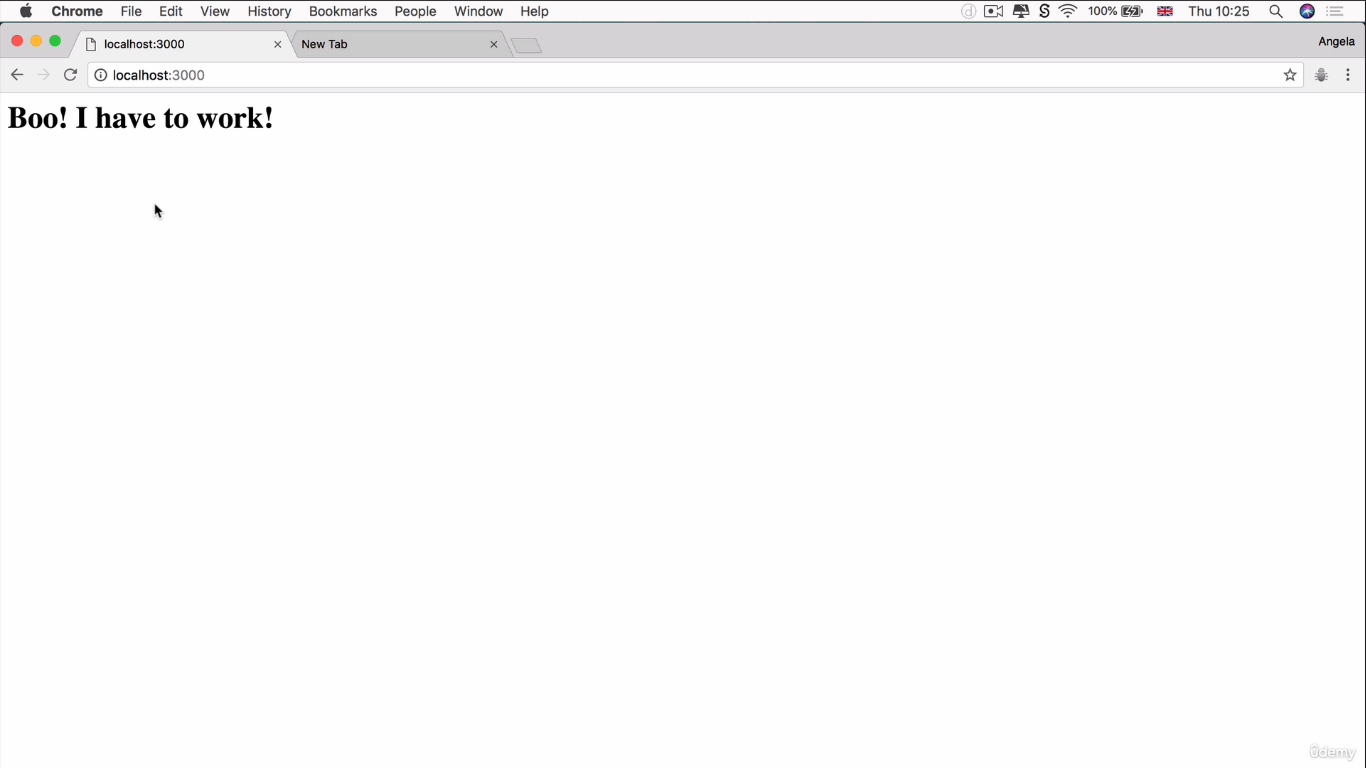 Chrome File Edit View History Bookmarks People Window Help 100% Thu 10:25
localhost:3000 New Tab Angela
localhost:3000
Boo! I have to work!
ûdemy